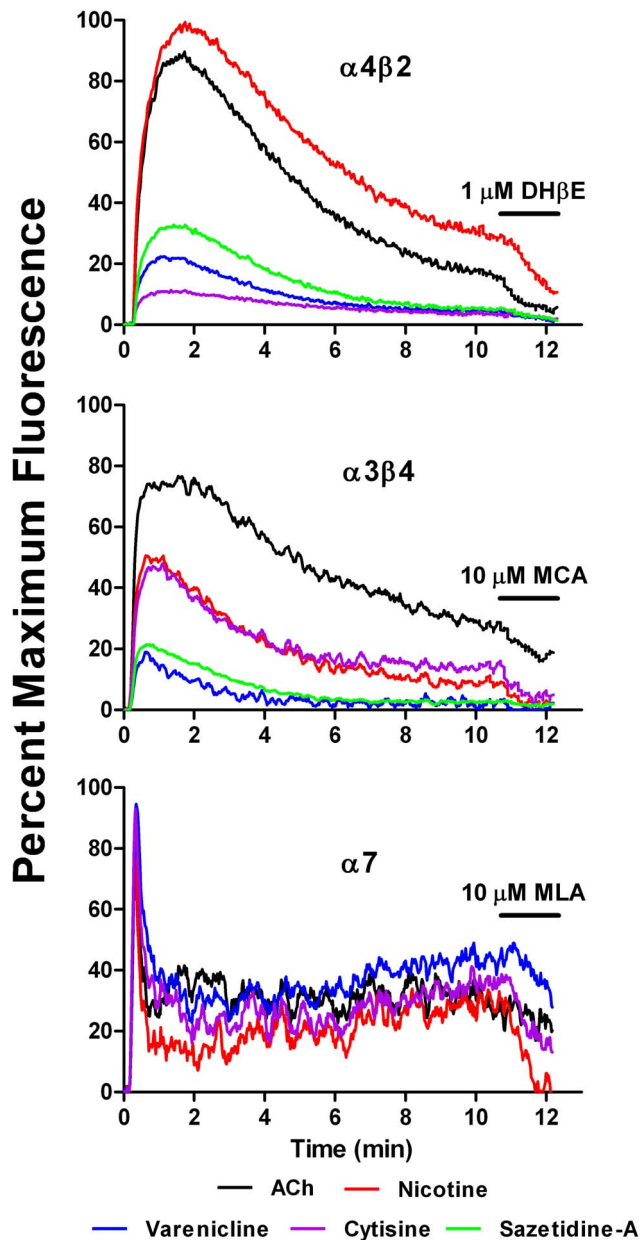 Percent Maximum Fluorescence
100
80
60
40
20
0
α4β2
1 μM DHβE
0 2 4 6 8 10 12
100
80
60
40
20
0
α3β4
10 μM MCA
0 2 4 6 8 10 12
100
80
60
40
20
0
α7
10 μM MLA
0 2 4 6 8 10 12
Time (min)
ACh Nicotine
Varenicline Cytisine Sazetidine-A